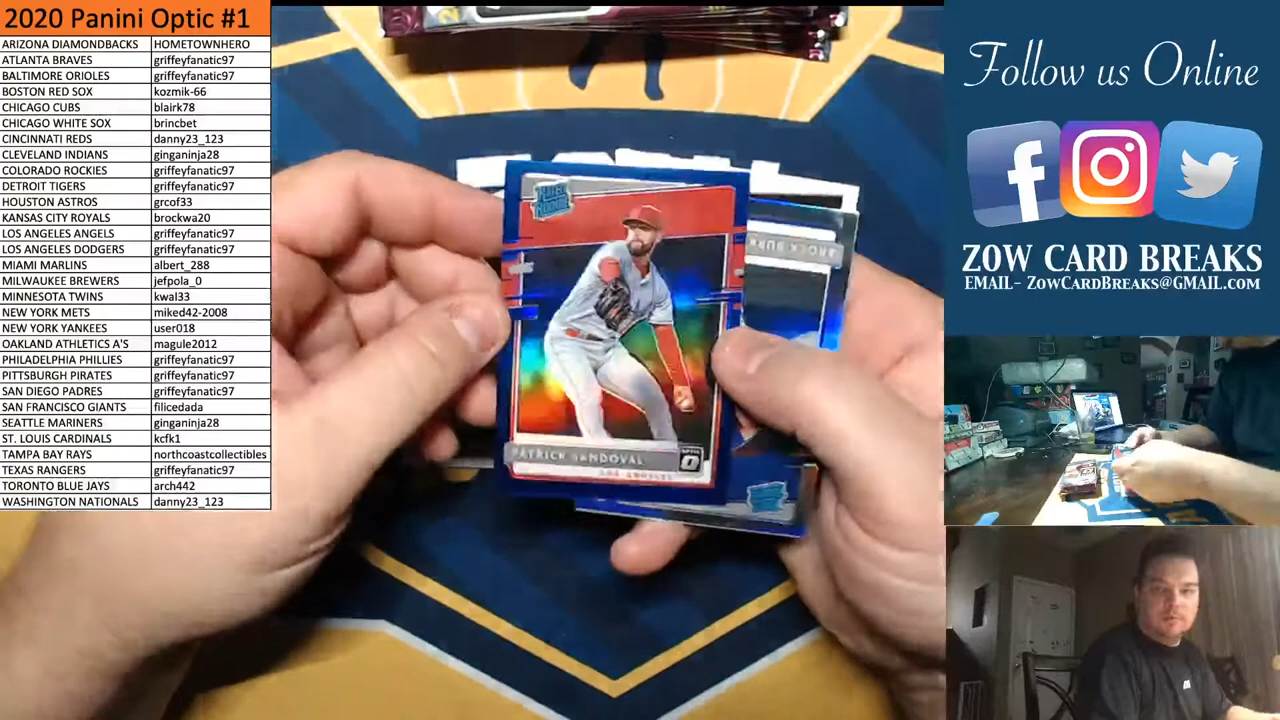 2020 Panini Optic #1
ARIZONA DIAMONDBACKS HOMETOWNHERO
ATLANTA BRAVES griffeyfanatic97
BALTIMORE ORIOLES griffeyfanatic97
BOSTON RED SOX kozmik-66
CHICAGO CUBS blairk78
CHICAGO WHITE SOX brincbet
CINCINNATI REDS danny23_123
CLEVELAND INDIANS ginganinja28
COLORADO ROCKIES griffeyfanatic97
DETROIT TIGERS griffeyfanatic97
HOUSTON ASTROS grcof33
KANSAS CITY ROYALS brockwa20
LOS ANGELES ANGELS griffeyfanatic97
LOS ANGELES DODGERS griffeyfanatic97
MIAMI MARLINS albert_288
MILWAUKEE BREWERS jefpola_0
MINNESOTA TWINS kwal33
NEW YORK METS miked42-2008
NEW YORK YANKEES user018
OAKLAND ATHLETICS A'S magule2012
PHILADELPHIA PHILLIES griffeyfanatic97
PITTSBURGH PIRATES griffeyfanatic97
SAN DIEGO PADRES griffeyfanatic97
SAN FRANCISCO GIANTS filicedada
SEATTLE MARINERS ginganinja28
ST. LOUIS CARDINALS kcfk1
TAMPA BAY RAYS northcoastcollectibles
TEXAS RANGERS griffeyfanatic97
TORONTO BLUE JAYS arch442
WASHINGTON NATIONALS danny23_123
RATED ROOKIE
PATRICK SANDOVAL
OPTIC
LOS ANGELES
Follow us Online
ZOW CARD BREAKS
EMAIL- ZowCardBreaks@GMAIL.com